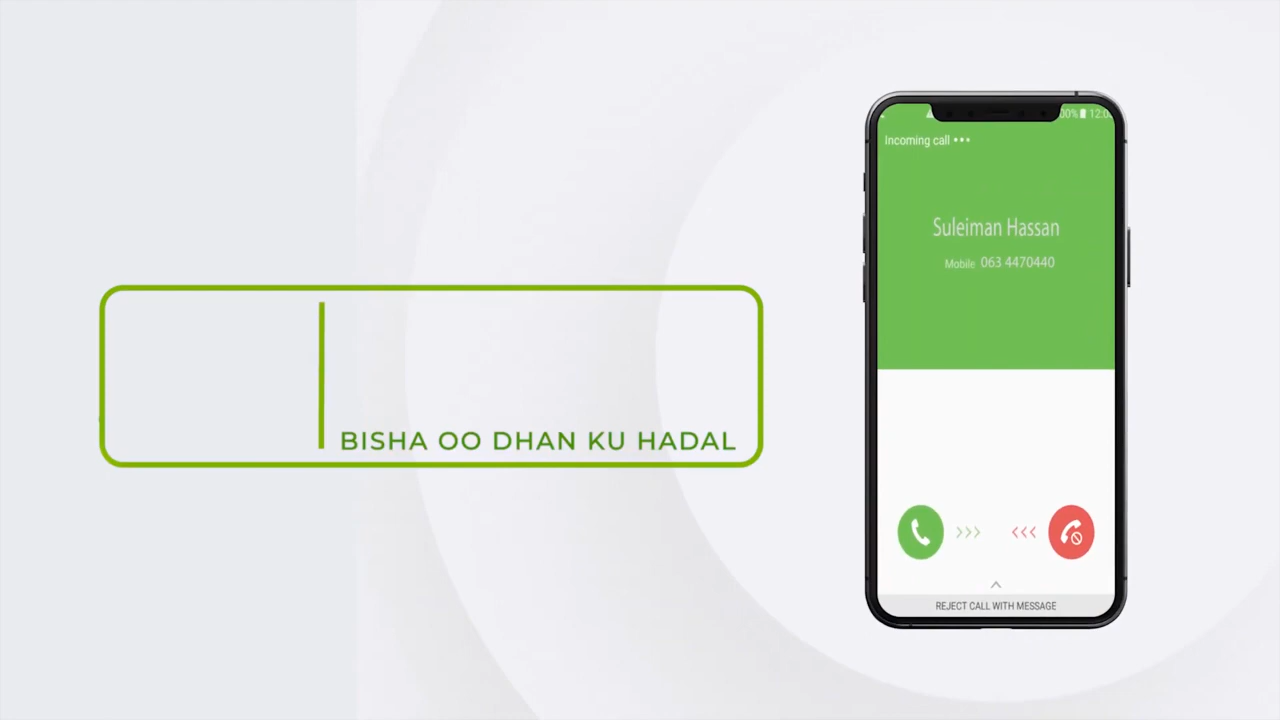 BISHA OO DHAN KU HADAL
Incoming call •••
Suleiman Hassan
Mobile 063 4470440
REJECT CALL WITH MESSAGE